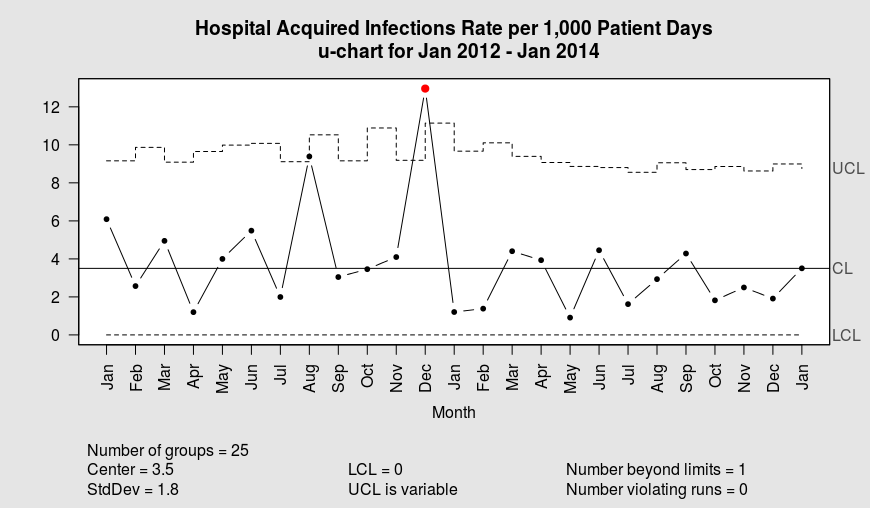 Hospital Acquired Infections Rate per 1,000 Patient Days
u-chart for Jan 2012 - Jan 2014
12
10
8
6
4
2
0
UCL
CL
LCL
Jan Feb Mar Apr May Jun Jul Aug Sep Oct Nov Dec Jan Feb Mar Apr May Jun Jul Aug Sep Oct Nov Dec Jan
Month
Number of groups = 25
Center = 3.5 LCL = 0 Number beyond limits = 1
StdDev = 1.8 UCL is variable Number violating runs = 0